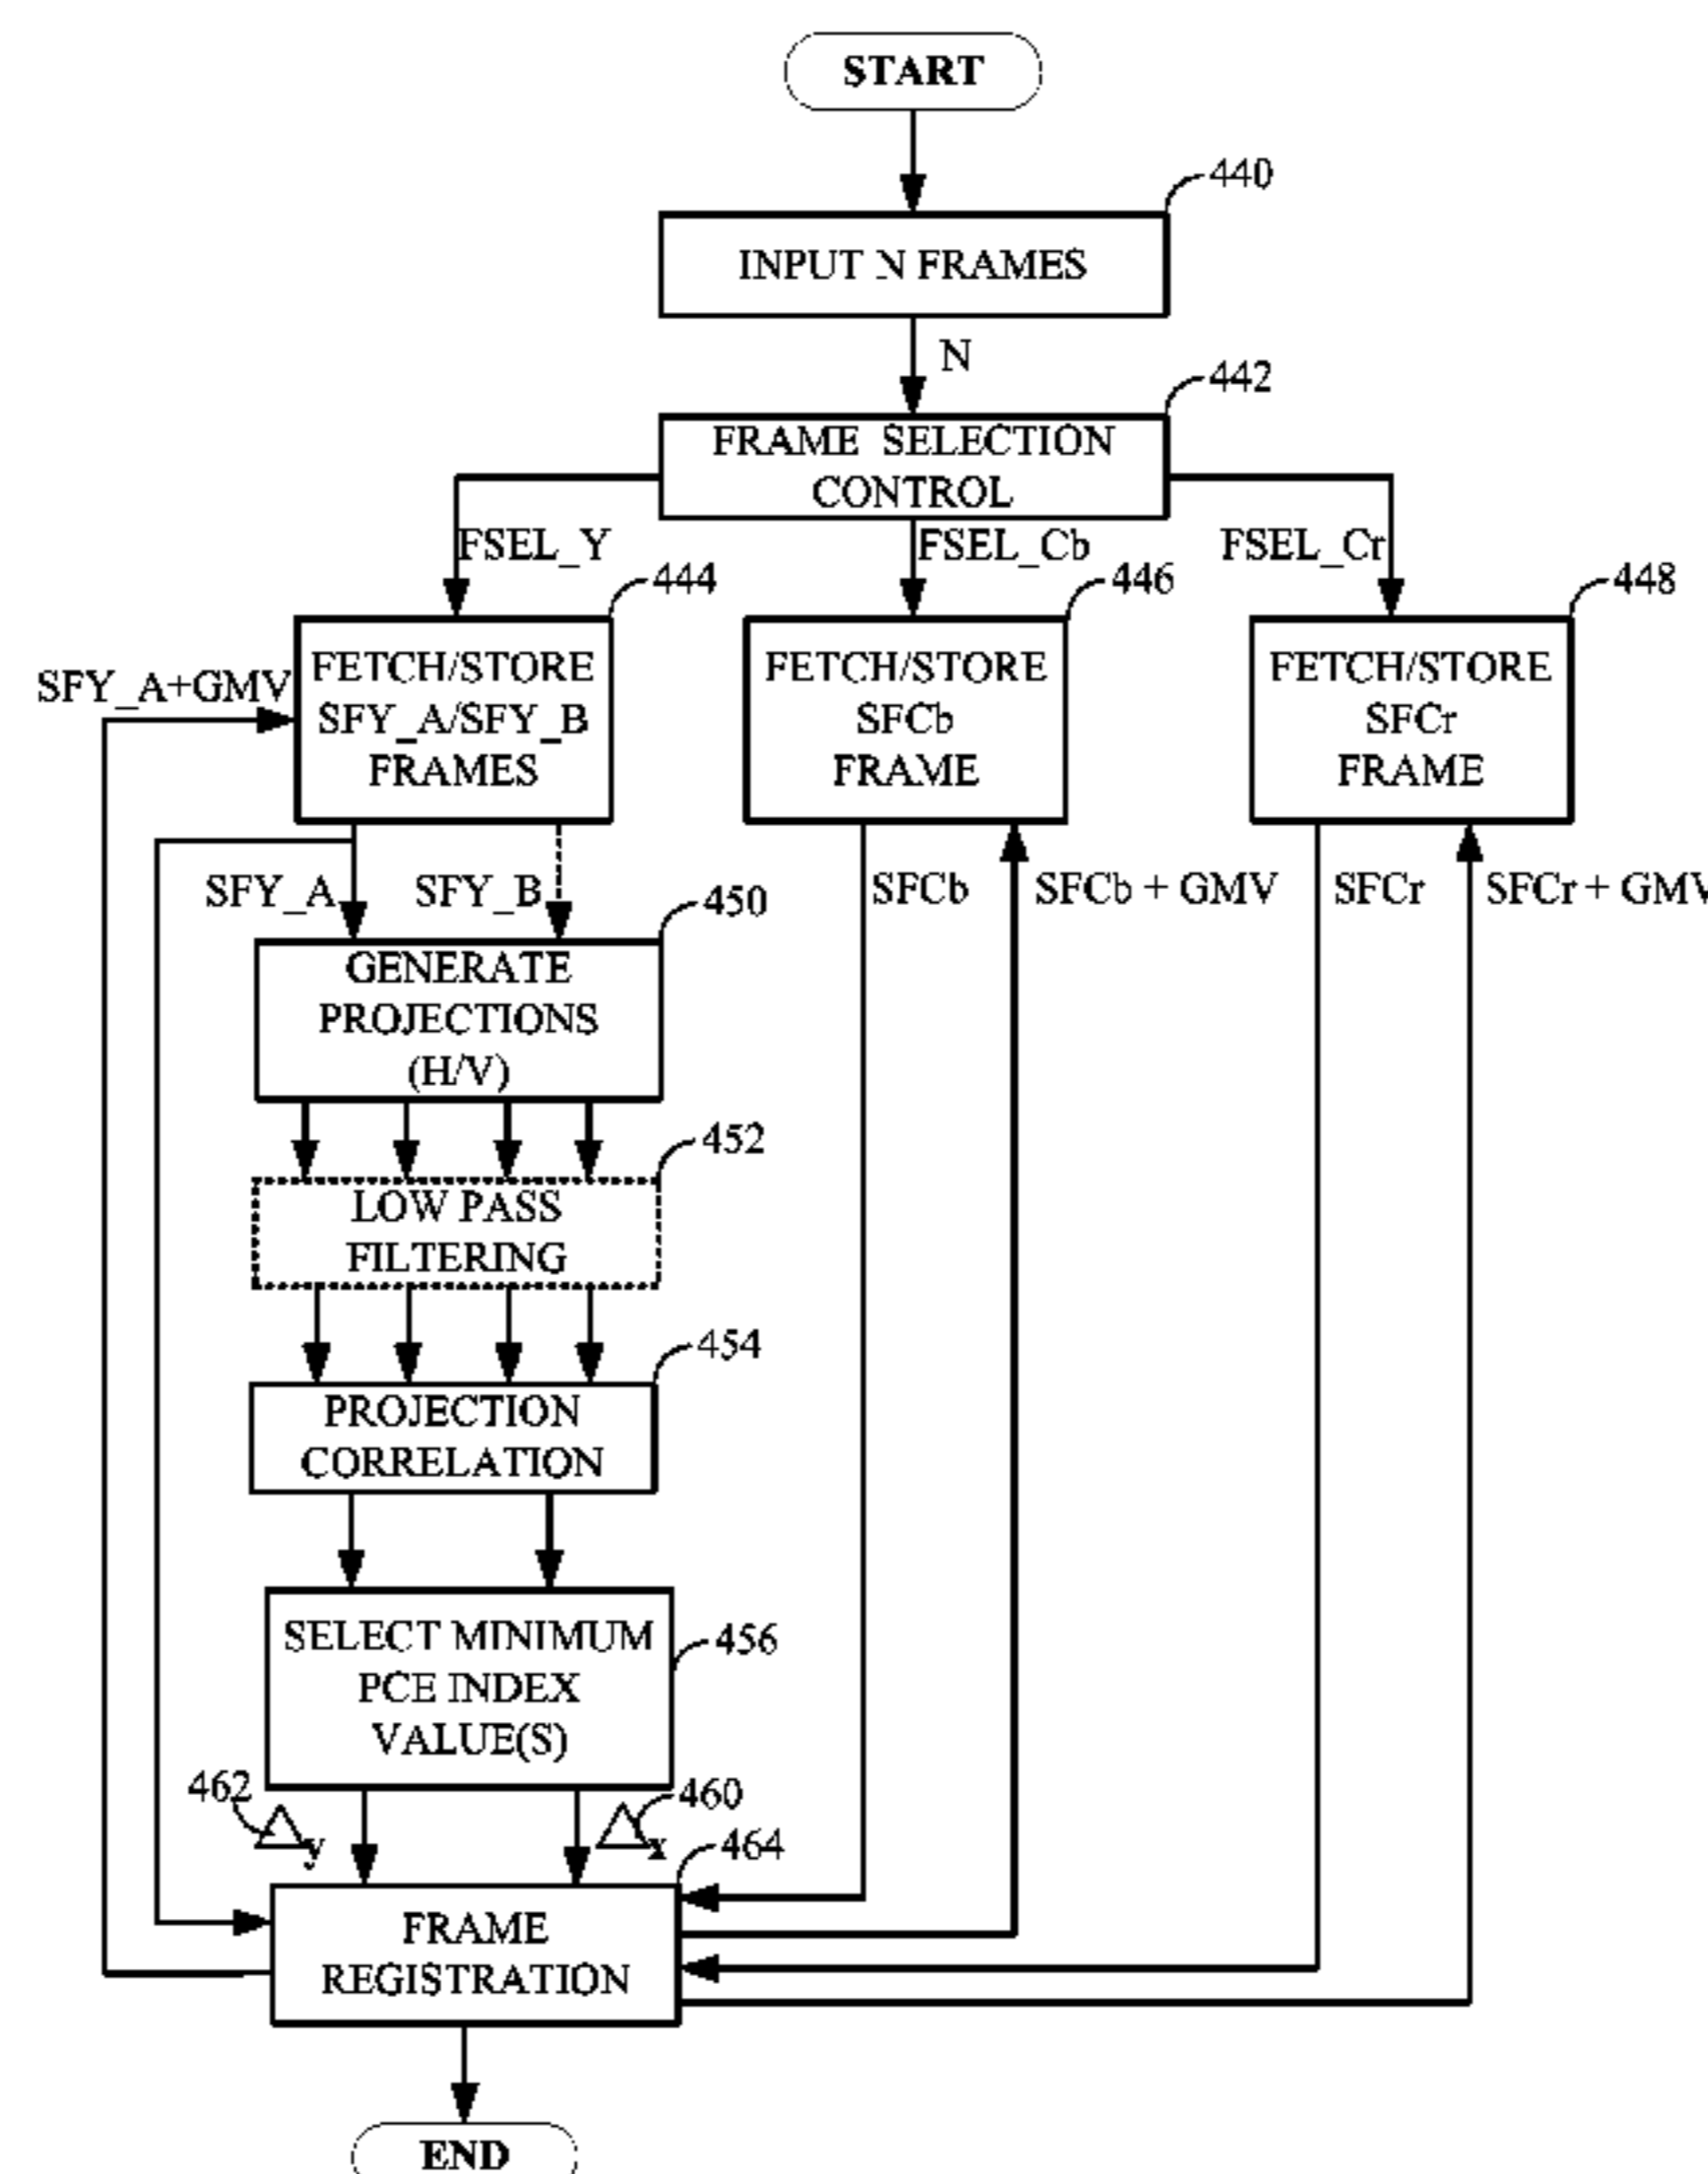 START
440
INPUT N FRAMES
N
442
FRAME SELECTION
CONTROL
FSEL_Y
FSEL_Cb
FSEL_Cr
444
446
448
FETCH/STORE
SFY_A/SFY_B
FRAMES
FETCH/STORE
SFCb
FRAME
FETCH/STORE
SFCr
FRAME
SFY_A+GMV
SFY_A
SFY_B
SFCb
SFCb + GMV
SFCr
SFCr + GMV
450
GENERATE
PROJECTIONS
(H/V)
452
LOW PASS
FILTERING
454
PROJECTION
CORRELATION
456
SELECT MINIMUM
PCE INDEX
VALUE(S)
462
△y
460
△x
464
FRAME
REGISTRATION
END